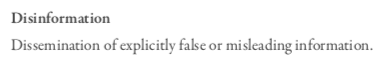 Disinformation
Dissemination of explicitly false or misleading information.